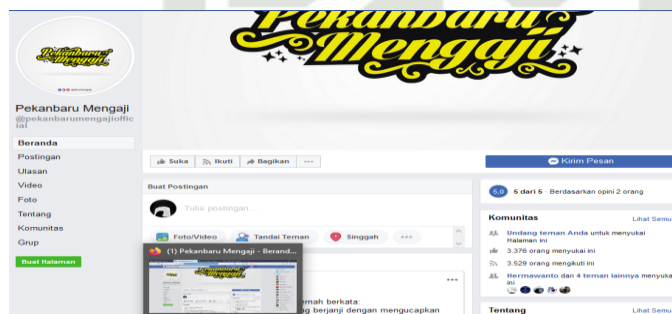 Pekanbaru
Mengaji
Pekanbaru
Mengaji
Pekanbaru Mengaji
@pekanbarumengajioffic
ial
Beranda
Postingan
Ulasan
Video
Foto
Tentang
Komunitas
Grup
Buat Halaman
Suka
Ikuti
Bagikan
Kirim Pesan
Buat Postingan
Tulis postingan...
Foto/Video
Tandai Teman
Singgah
(1) Pekanbaru Mengaji - Berand...
emah berkata:
g berjanji dengan mengucapkan
5,0 5 dari 5 · Berdasarkan opini 2 orang
Komunitas
Lihat Semu
Undang teman Anda untuk menyukai
Halaman ini
3.376 orang menyukai ini
3.529 orang mengikuti ini
Hermawanto dan 4 teman lainnya menyuka
ini
Tentang
Lihat Semu